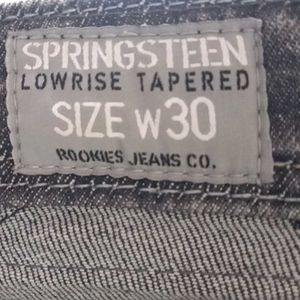 SPRINGSTEEN
LOWRISE TAPERED
SIZE W30
ROOKIES JEANS CO.